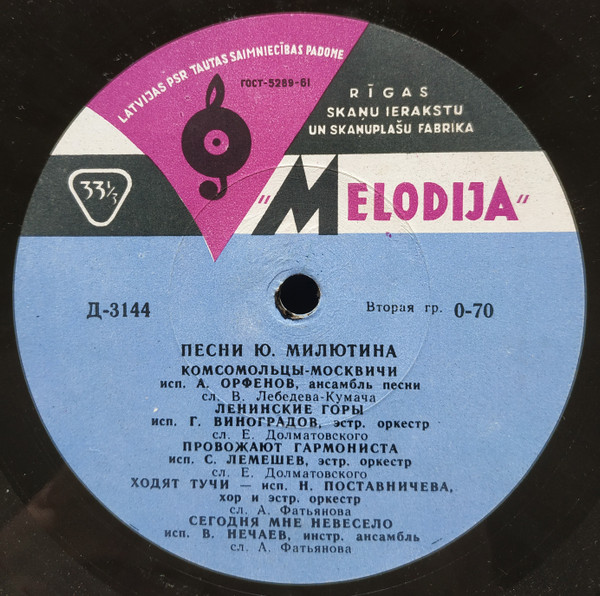 LATVIJAS PSR TAUTAS SAIMNIECĪBAS PADOME
ГОСТ-5289-61
RĪGAS
SKAŅU IERAKSTU
UN SKAŅUPLAŠU FABRIKA
33⅓
"MELODIJA"
Д-3144
Вторая гр. 0-70
ПЕСНИ Ю. МИЛЮТИНА
КОМСОМОЛЬЦЫ-МОСКВИЧИ
исп. А. ОРФЕНОВ, ансамбль песни
сл. В. Лебедева-Кумача
ЛЕНИНСКИЕ ГОРЫ
исп. Г. ВИНОГРАДОВ, эстр. оркестр
сл. Е. Долматовского
ПРОВОЖАЮТ ГАРМОНИСТА
исп. С. ЛЕМЕШЕВ, эстр. оркестр
сл. Е. Долматовского
ХОДЯТ ТУЧИ — исп. Н. ПОСТАВНИЧЕВА,
хор и эстр. оркестр
сл. А. Фатьянова
СЕГОДНЯ МНЕ НЕВЕСЕЛО
исп. В. НЕЧАЕВ, инстр. ансамбль
сл. А. Фатьянова